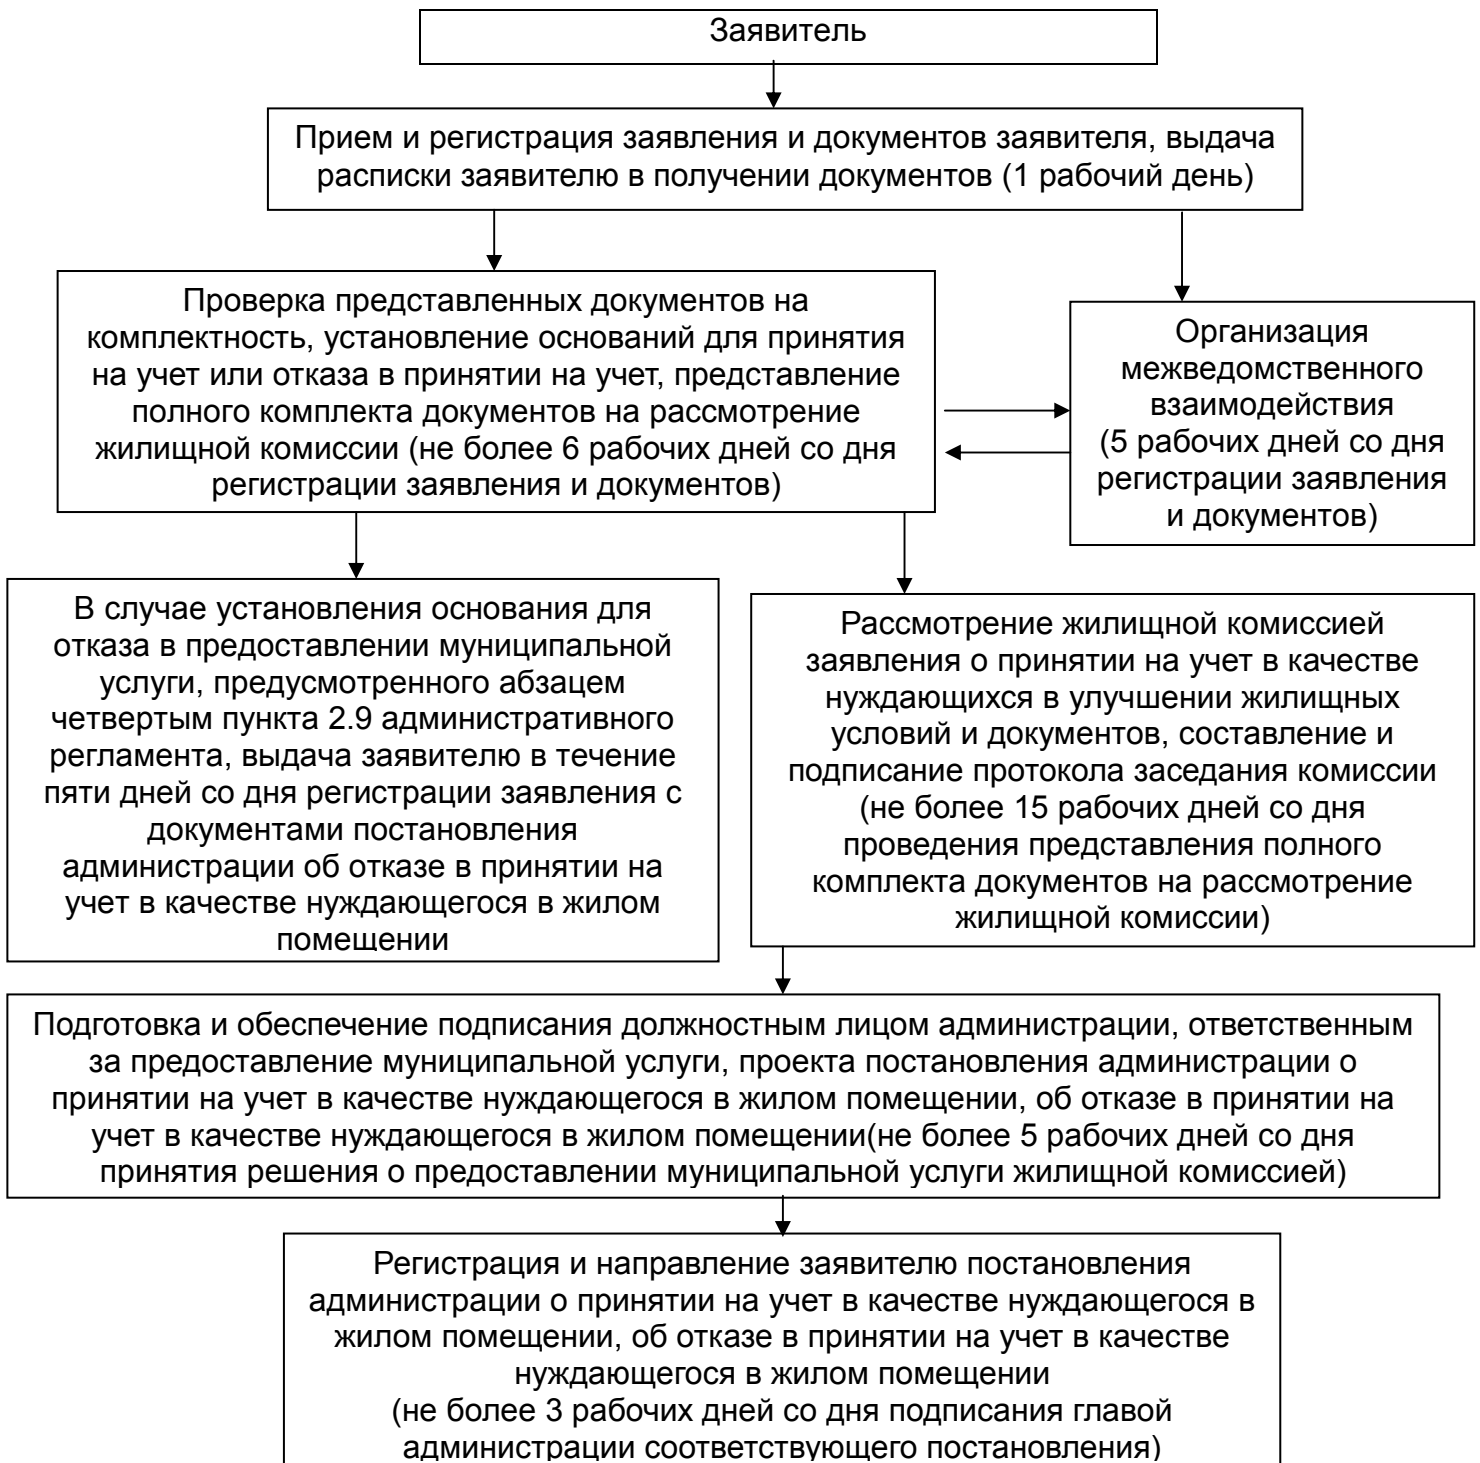 Заявитель
Прием и регистрация заявления и документов заявителя, выдача
расписки заявителю в получении документов (1 рабочий день)
Проверка представленных документов на
комплектность, установление оснований для принятия
на учет или отказа в принятии на учет, представление
полного комплекта документов на рассмотрение
жилищной комиссии (не более 6 рабочих дней со дня
регистрации заявления и документов)
Организация
межведомственного
взаимодействия
(5 рабочих дней со дня
регистрации заявления
и документов)
В случае установления основания для
отказа в предоставлении муниципальной
услуги, предусмотренного абзацем
четвертым пункта 2.9 административного
регламента, выдача заявителю в течение
пяти дней со дня регистрации заявления с
документами постановления
администрации об отказе в принятии на
учет в качестве нуждающегося в жилом
помещении
Рассмотрение жилищной комиссией
заявления о принятии на учет в качестве
нуждающихся в улучшении жилищных
условий и документов, составление и
подписание протокола заседания комиссии
(не более 15 рабочих дней со дня
проведения представления полного
комплекта документов на рассмотрение
жилищной комиссии)
Подготовка и обеспечение подписания должностным лицом администрации, ответственным
за предоставление муниципальной услуги, проекта постановления администрации о
принятии на учет в качестве нуждающегося в жилом помещении, об отказе в принятии на
учет в качестве нуждающегося в жилом помещении(не более 5 рабочих дней со дня
принятия решения о предоставлении муниципальной услуги жилищной комиссией)
Регистрация и направление заявителю постановления
администрации о принятии на учет в качестве нуждающегося в
жилом помещении, об отказе в принятии на учет в качестве
нуждающегося в жилом помещении
(не более 3 рабочих дней со дня подписания главой
администрации соответствующего постановления)